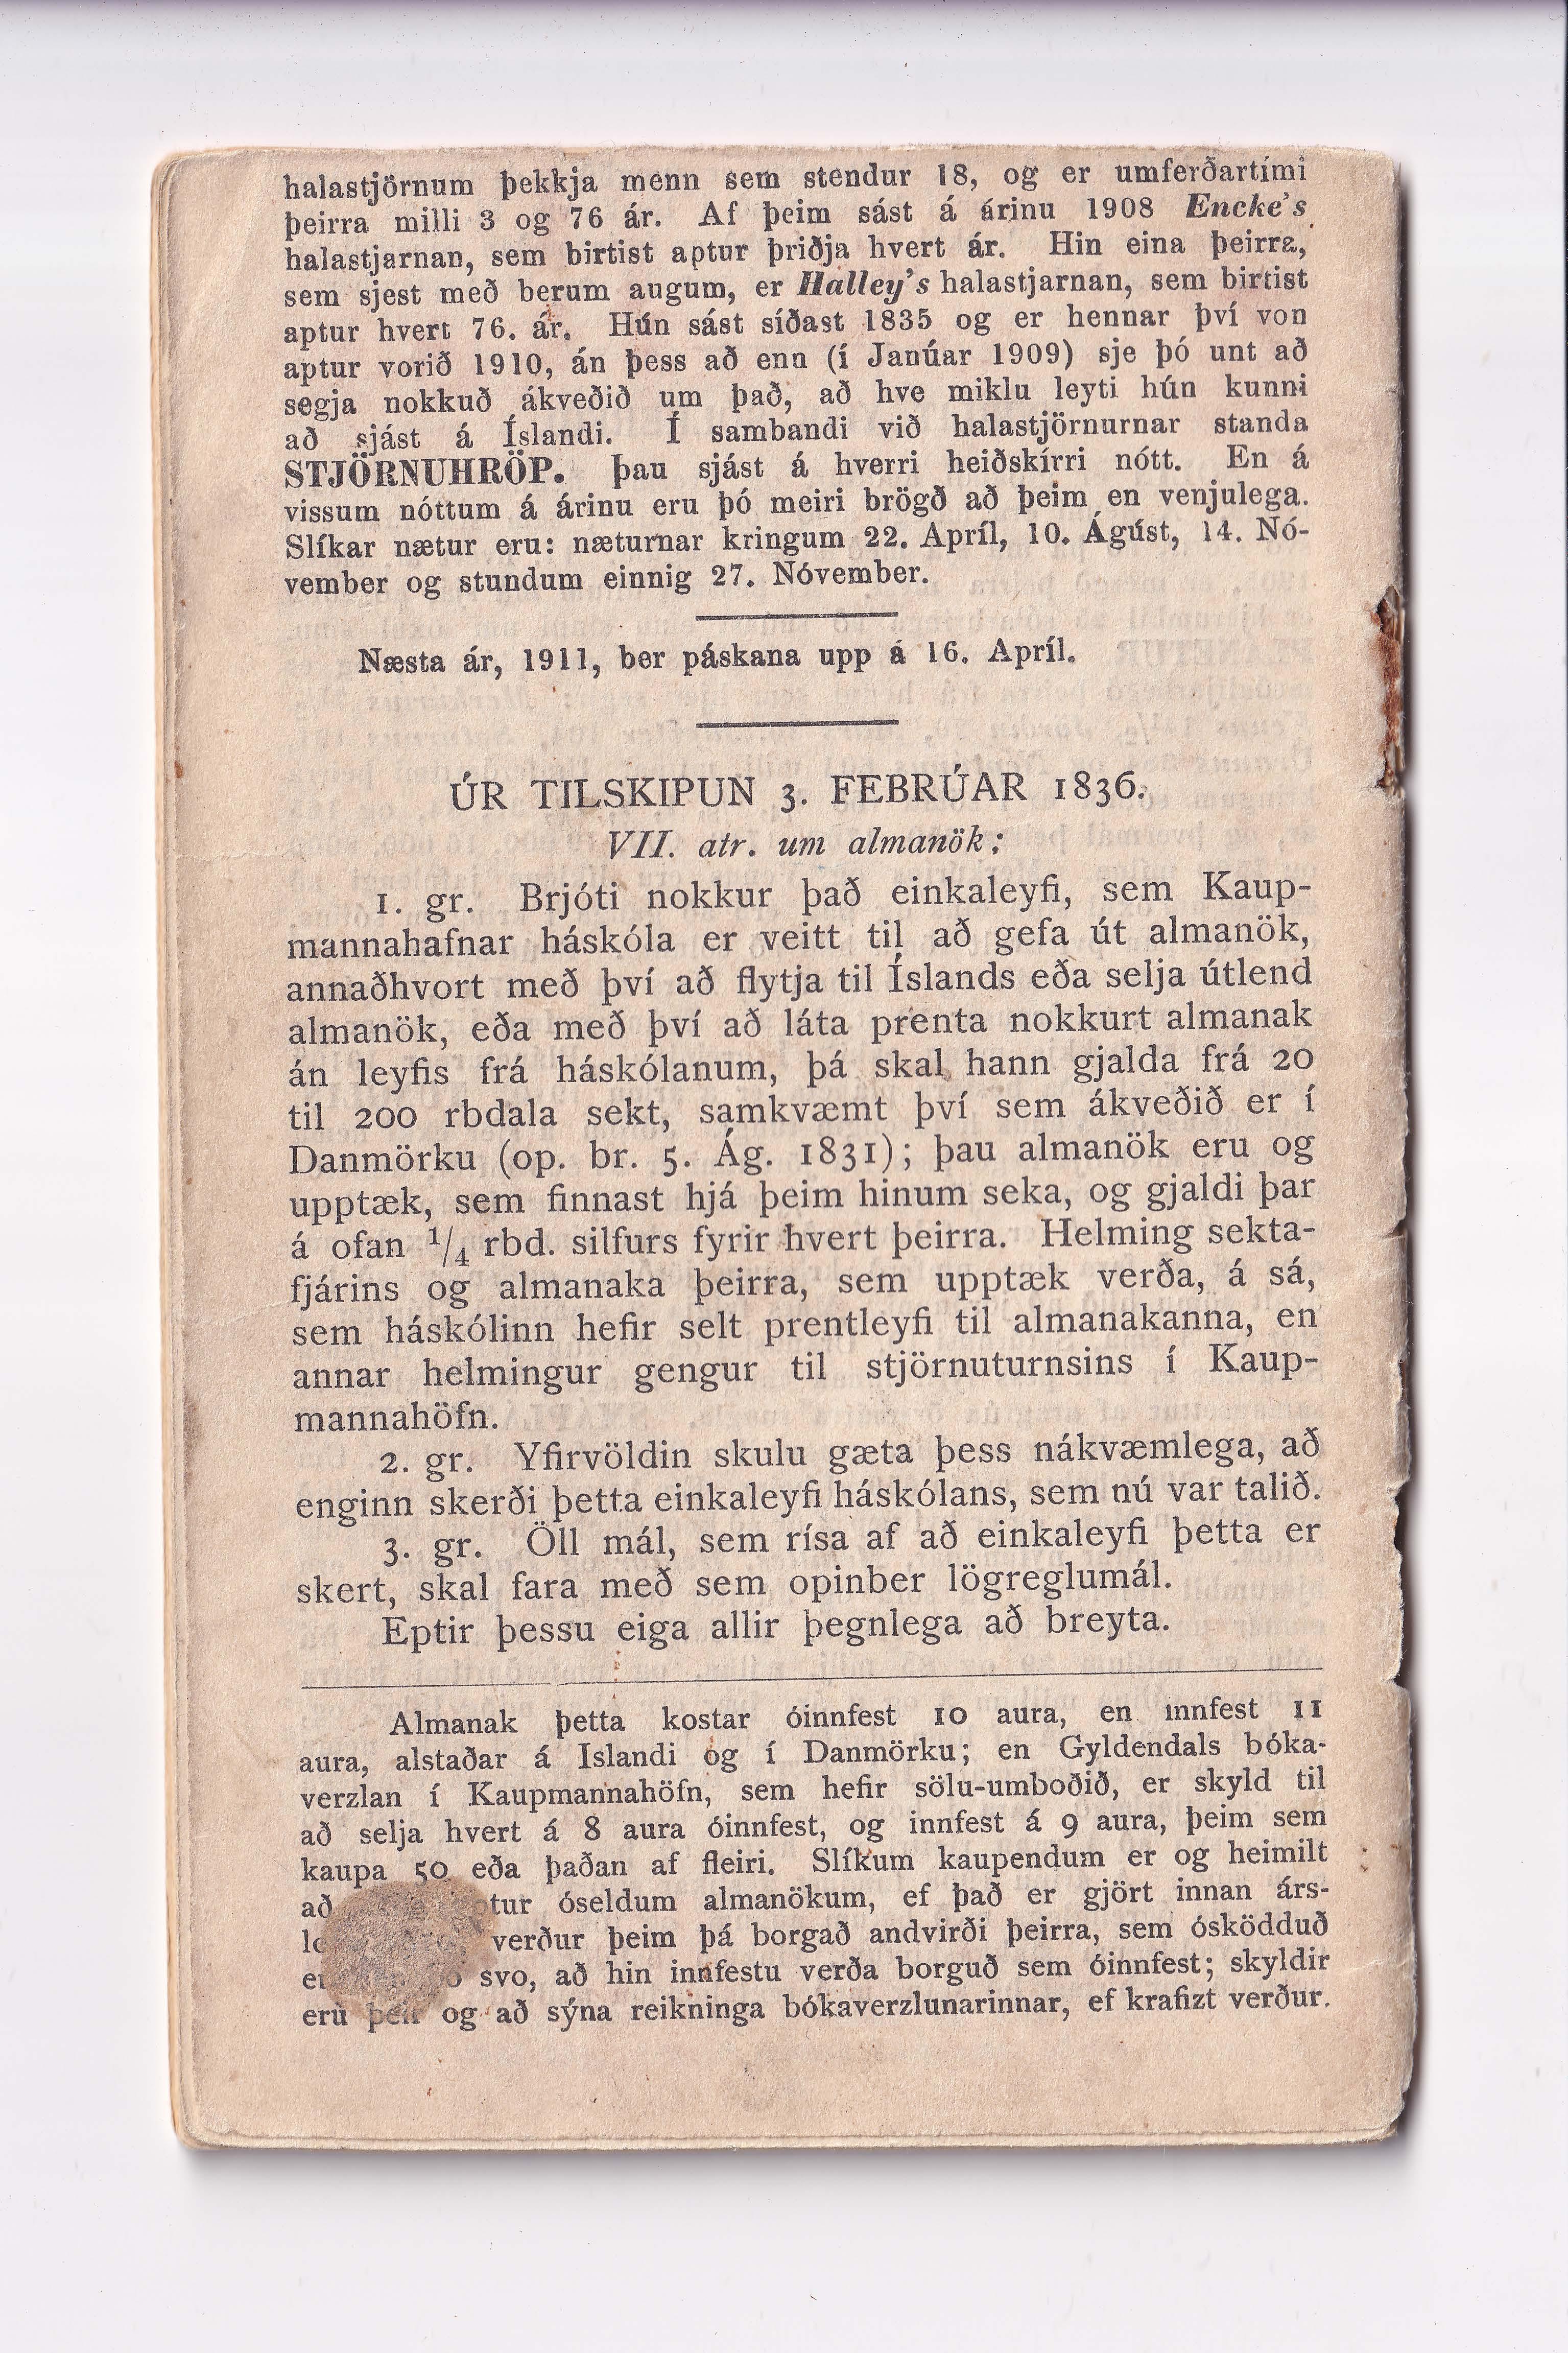 halastjörnum þekkja menn sem stendur 18, og er umferðartími
þeirra milli 3 og 76 ár. Af þeim sást á árinu 1908 Encke's
halastjarnan, sem birtist aptur þriðja hvert ár. Hin eina þeirra,
sem sjest með berum augum, er Halley's halastjarnan, sem birtist
aptur hvert 76. ár. Hún sást síðast 1835 og er hennar því von
aptur vorið 1910, án þess að enn (í Janúar 1909) sje þó unt að
segja nokkuð ákveðið um það, að hve miklu leyti hún kunni
að sjást á Íslandi. Í sambandi við halastjörnurnar standa
STJÖRNUHRÖP. Þau sjást á hverri heiðskírri nótt. En á
vissum nóttum á árinu eru þó meiri brögð að þeim en venjulega.
Slíkar nætur eru: næturnar kringum 22. Apríl, 10. Ágúst, 14. Nó-
vember og stundum einnig 27. Nóvember.
Næsta ár, 1911, ber páskana upp á 16. Apríl.
ÚR TILSKIPUN 3. FEBRÚAR 1836.
VII. atr. um almanök:
1. gr. Brjóti nokkur það einkaleyfi, sem Kaup-
mannahafnar háskóla er veitt til að gefa út almanök,
annaðhvort með því að flytja til Íslands eða selja útlend
almanök, eða með því að láta prenta nokkurt almanak
án leyfis frá háskólanum, þá skal hann gjalda frá 20
til 200 rbdala sekt, samkvæmt því sem ákveðið er í
Danmörku (op. br. 5. Ág. 1831); þau almanök eru og
upptæk, sem finnast hjá þeim hinum seka, og gjaldi þar
á ofan 1/4 rbd. silfurs fyrir hvert þeirra. Helming sekta-
fjárins og almanaka þeirra, sem upptæk verða, á sá,
sem háskólinn hefir selt prentleyfi til almanakanna, en
annar helmingur gengur til stjörnuturnsins í Kaup-
mannahöfn.
2. gr. Yfirvöldin skulu gæta þess nákvæmlega, að
enginn skerði þetta einkaleyfi háskólans, sem nú var talið.
3. gr. Öll mál, sem rísa af að einkaleyfi þetta er
skert, skal fara með sem opinber lögreglumál.
Eptir þessu eiga allir þegnlega að breyta.
Almanak þetta kostar óinnfest 10 aura, en innfest 11
aura, alstaðar á Islandi og í Danmörku; en Gyldendals bóka-
verzlan í Kaupmannahöfn, sem hefir sölu-umboðið, er skyld til
að selja hvert á 8 aura óinnfest, og innfest á 9 aura, þeim sem
kaupa 50 eða þaðan af fleiri. Slíkum kaupendum er og heimilt
að óseldum almanökum, ef það er gjört innan árs-
verður þeim þá borgað andvirði þeirra, sem ósködduð
svo, að hin innfestu verða borguð sem óinnfest; skyldir
eru þeir og að sýna reikninga bókaverzlunarinnar, ef krafizt verður.